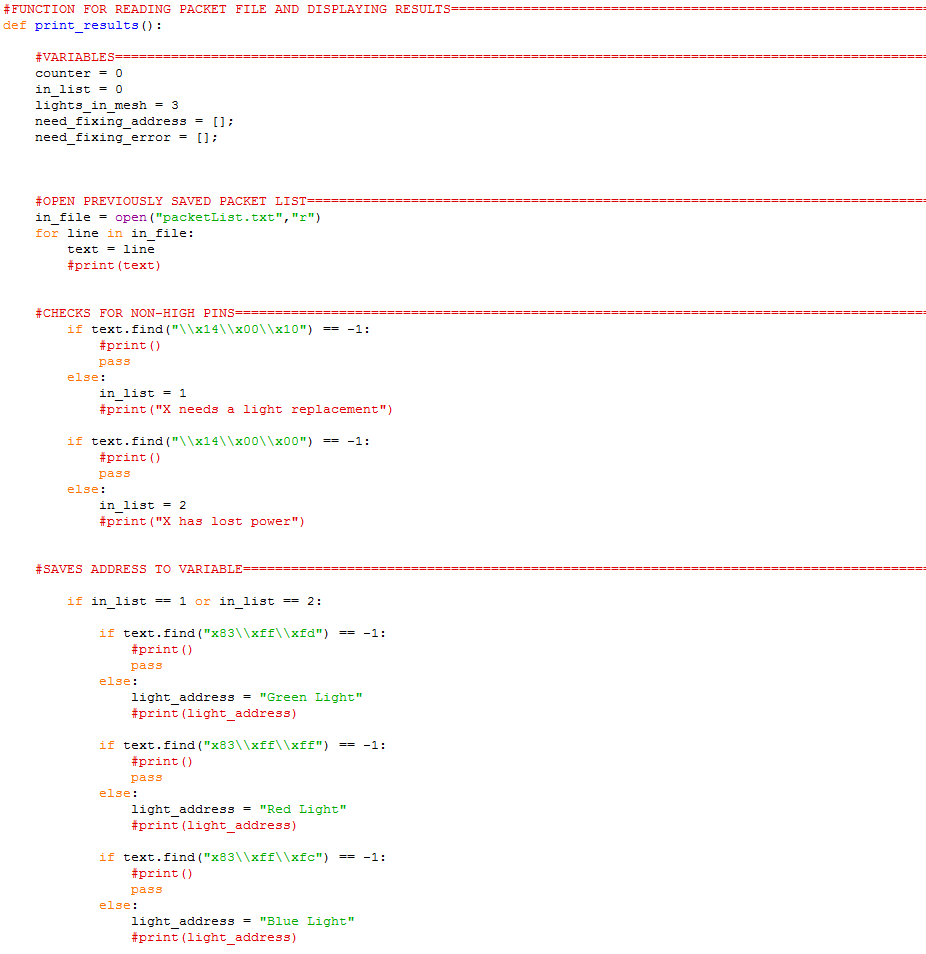 #FUNCTION FOR READING PACKET FILE AND DISPLAYING RESULTS============================================================
def print_results():
    #VARIABLES======================================================================================================
    counter = 0
    in_list = 0
    lights_in_mesh = 3
    need_fixing_address = [];
    need_fixing_error = [];
    #OPEN PREVIOUSLY SAVED PACKET LIST==============================================================================
    in_file = open("packetList.txt","r")
    for line in in_file:
        text = line
        #print(text)
    #CHECKS FOR NON-HIGH PINS=======================================================================================
        if text.find("\\x14\\x00\\x10") == -1:
            #print()
            pass
        else:
            in_list = 1
            #print("X needs a light replacement")
        if text.find("\\x14\\x00\\x00") == -1:
            #print()
            pass
        else:
            in_list = 2
            #print("X has lost power")
    #SAVES ADDRESS TO VARIABLE======================================================================================
        if in_list == 1 or in_list == 2:
            if text.find("x83\\xff\\xfd") == -1:
                #print()
                pass
            else:
                light_address = "Green Light"
                #print(light_address)
            if text.find("x83\\xff\\xff") == -1:
                #print()
                pass
            else:
                light_address = "Red Light"
                #print(light_address)
            if text.find("x83\\xff\\xfc") == -1:
                #print()
                pass
            else:
                light_address = "Blue Light"
                #print(light_address)